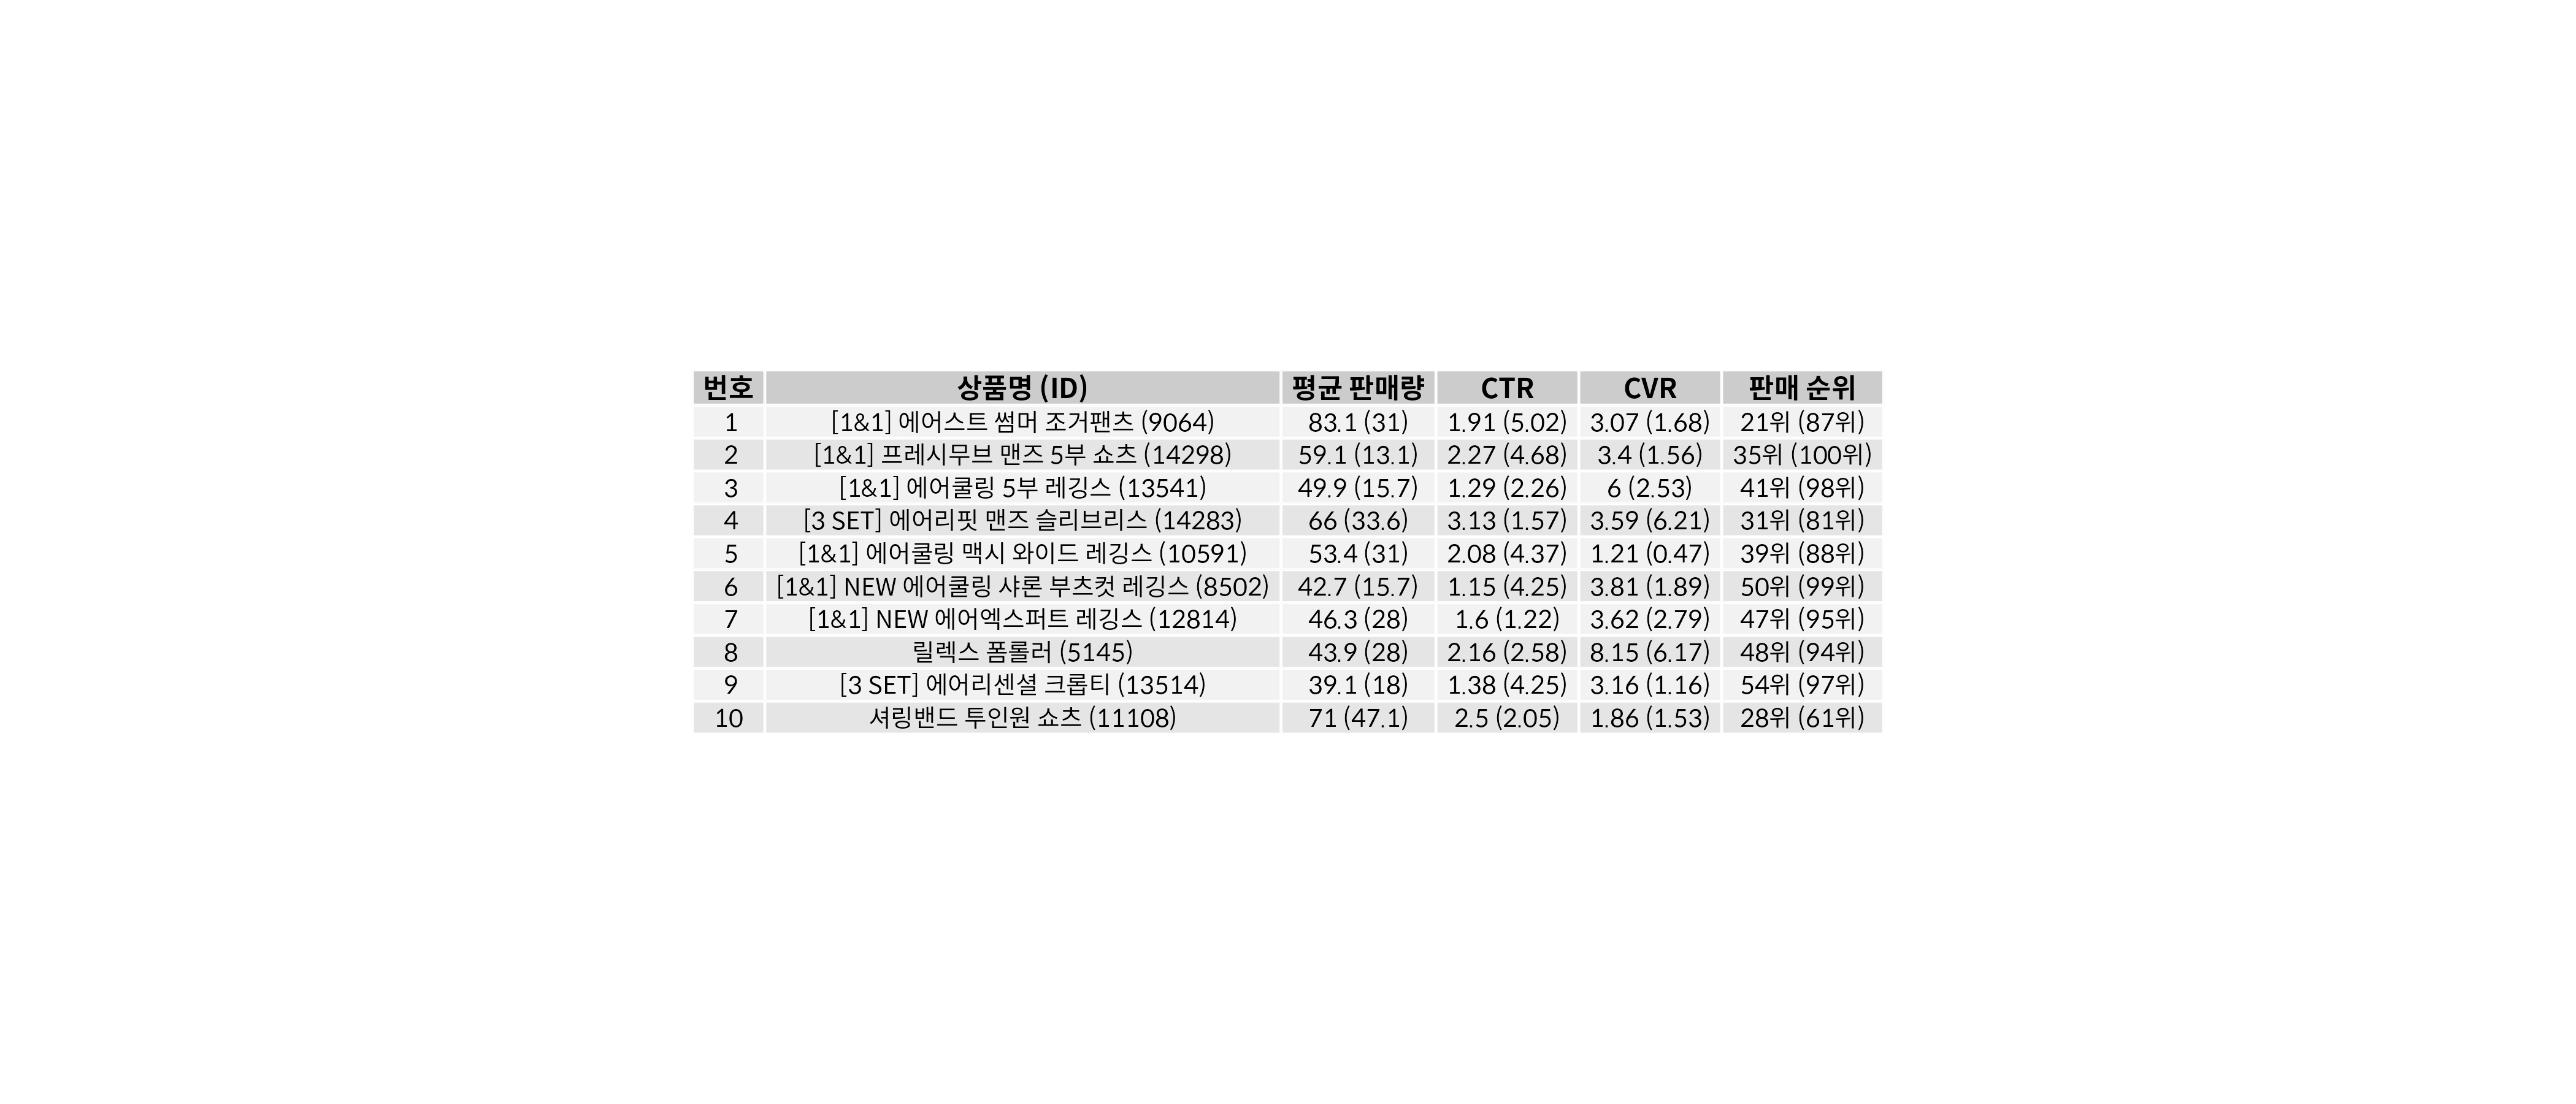 번호 상품명 (ID) 평균 판매량 CTR CVR 판매 순위
1 [1&1] 에어스트 썸머 조거팬츠 (9064) 83.1 (31) 1.91 (5.02) 3.07 (1.68) 21위 (87위)
2 [1&1] 프레시무브 맨즈 5부 쇼츠 (14298) 59.1 (13.1) 2.27 (4.68) 3.4 (1.56) 35위 (100위)
3 [1&1] 에어쿨링 5부 레깅스 (13541) 49.9 (15.7) 1.29 (2.26) 6 (2.53) 41위 (98위)
4 [3 SET] 에어리핏 맨즈 슬리브리스 (14283) 66 (33.6) 3.13 (1.57) 3.59 (6.21) 31위 (81위)
5 [1&1] 에어쿨링 맥시 와이드 레깅스 (10591) 53.4 (31) 2.08 (4.37) 1.21 (0.47) 39위 (88위)
6 [1&1] NEW 에어쿨링 샤론 부츠컷 레깅스 (8502) 42.7 (15.7) 1.15 (4.25) 3.81 (1.89) 50위 (99위)
7 [1&1] NEW 에어엑스퍼트 레깅스 (12814) 46.3 (28) 1.6 (1.22) 3.62 (2.79) 47위 (95위)
8 릴렉스 폼롤러 (5145) 43.9 (28) 2.16 (2.58) 8.15 (6.17) 48위 (94위)
9 [3 SET] 에어리센셜 크롭티 (13514) 39.1 (18) 1.38 (4.25) 3.16 (1.16) 54위 (97위)
10 셔링밴드 투인원 쇼츠 (11108) 71 (47.1) 2.5 (2.05) 1.86 (1.53) 28위 (61위)